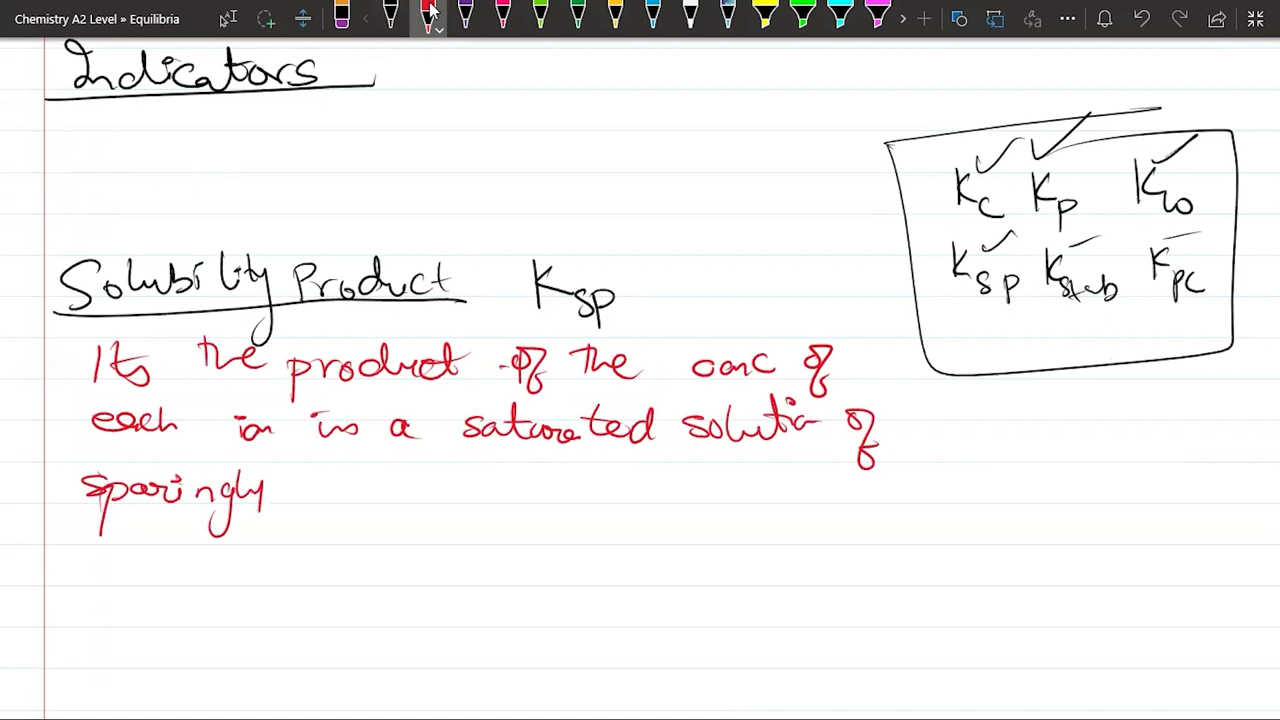 Chemistry A2 Level » Equilibria
Indicators
Kc Kp Kw
Ksp Kstab Kpc
Solubility Product Ksp
Its the product of the conc of
each ion in a saturated solution of
sparingly